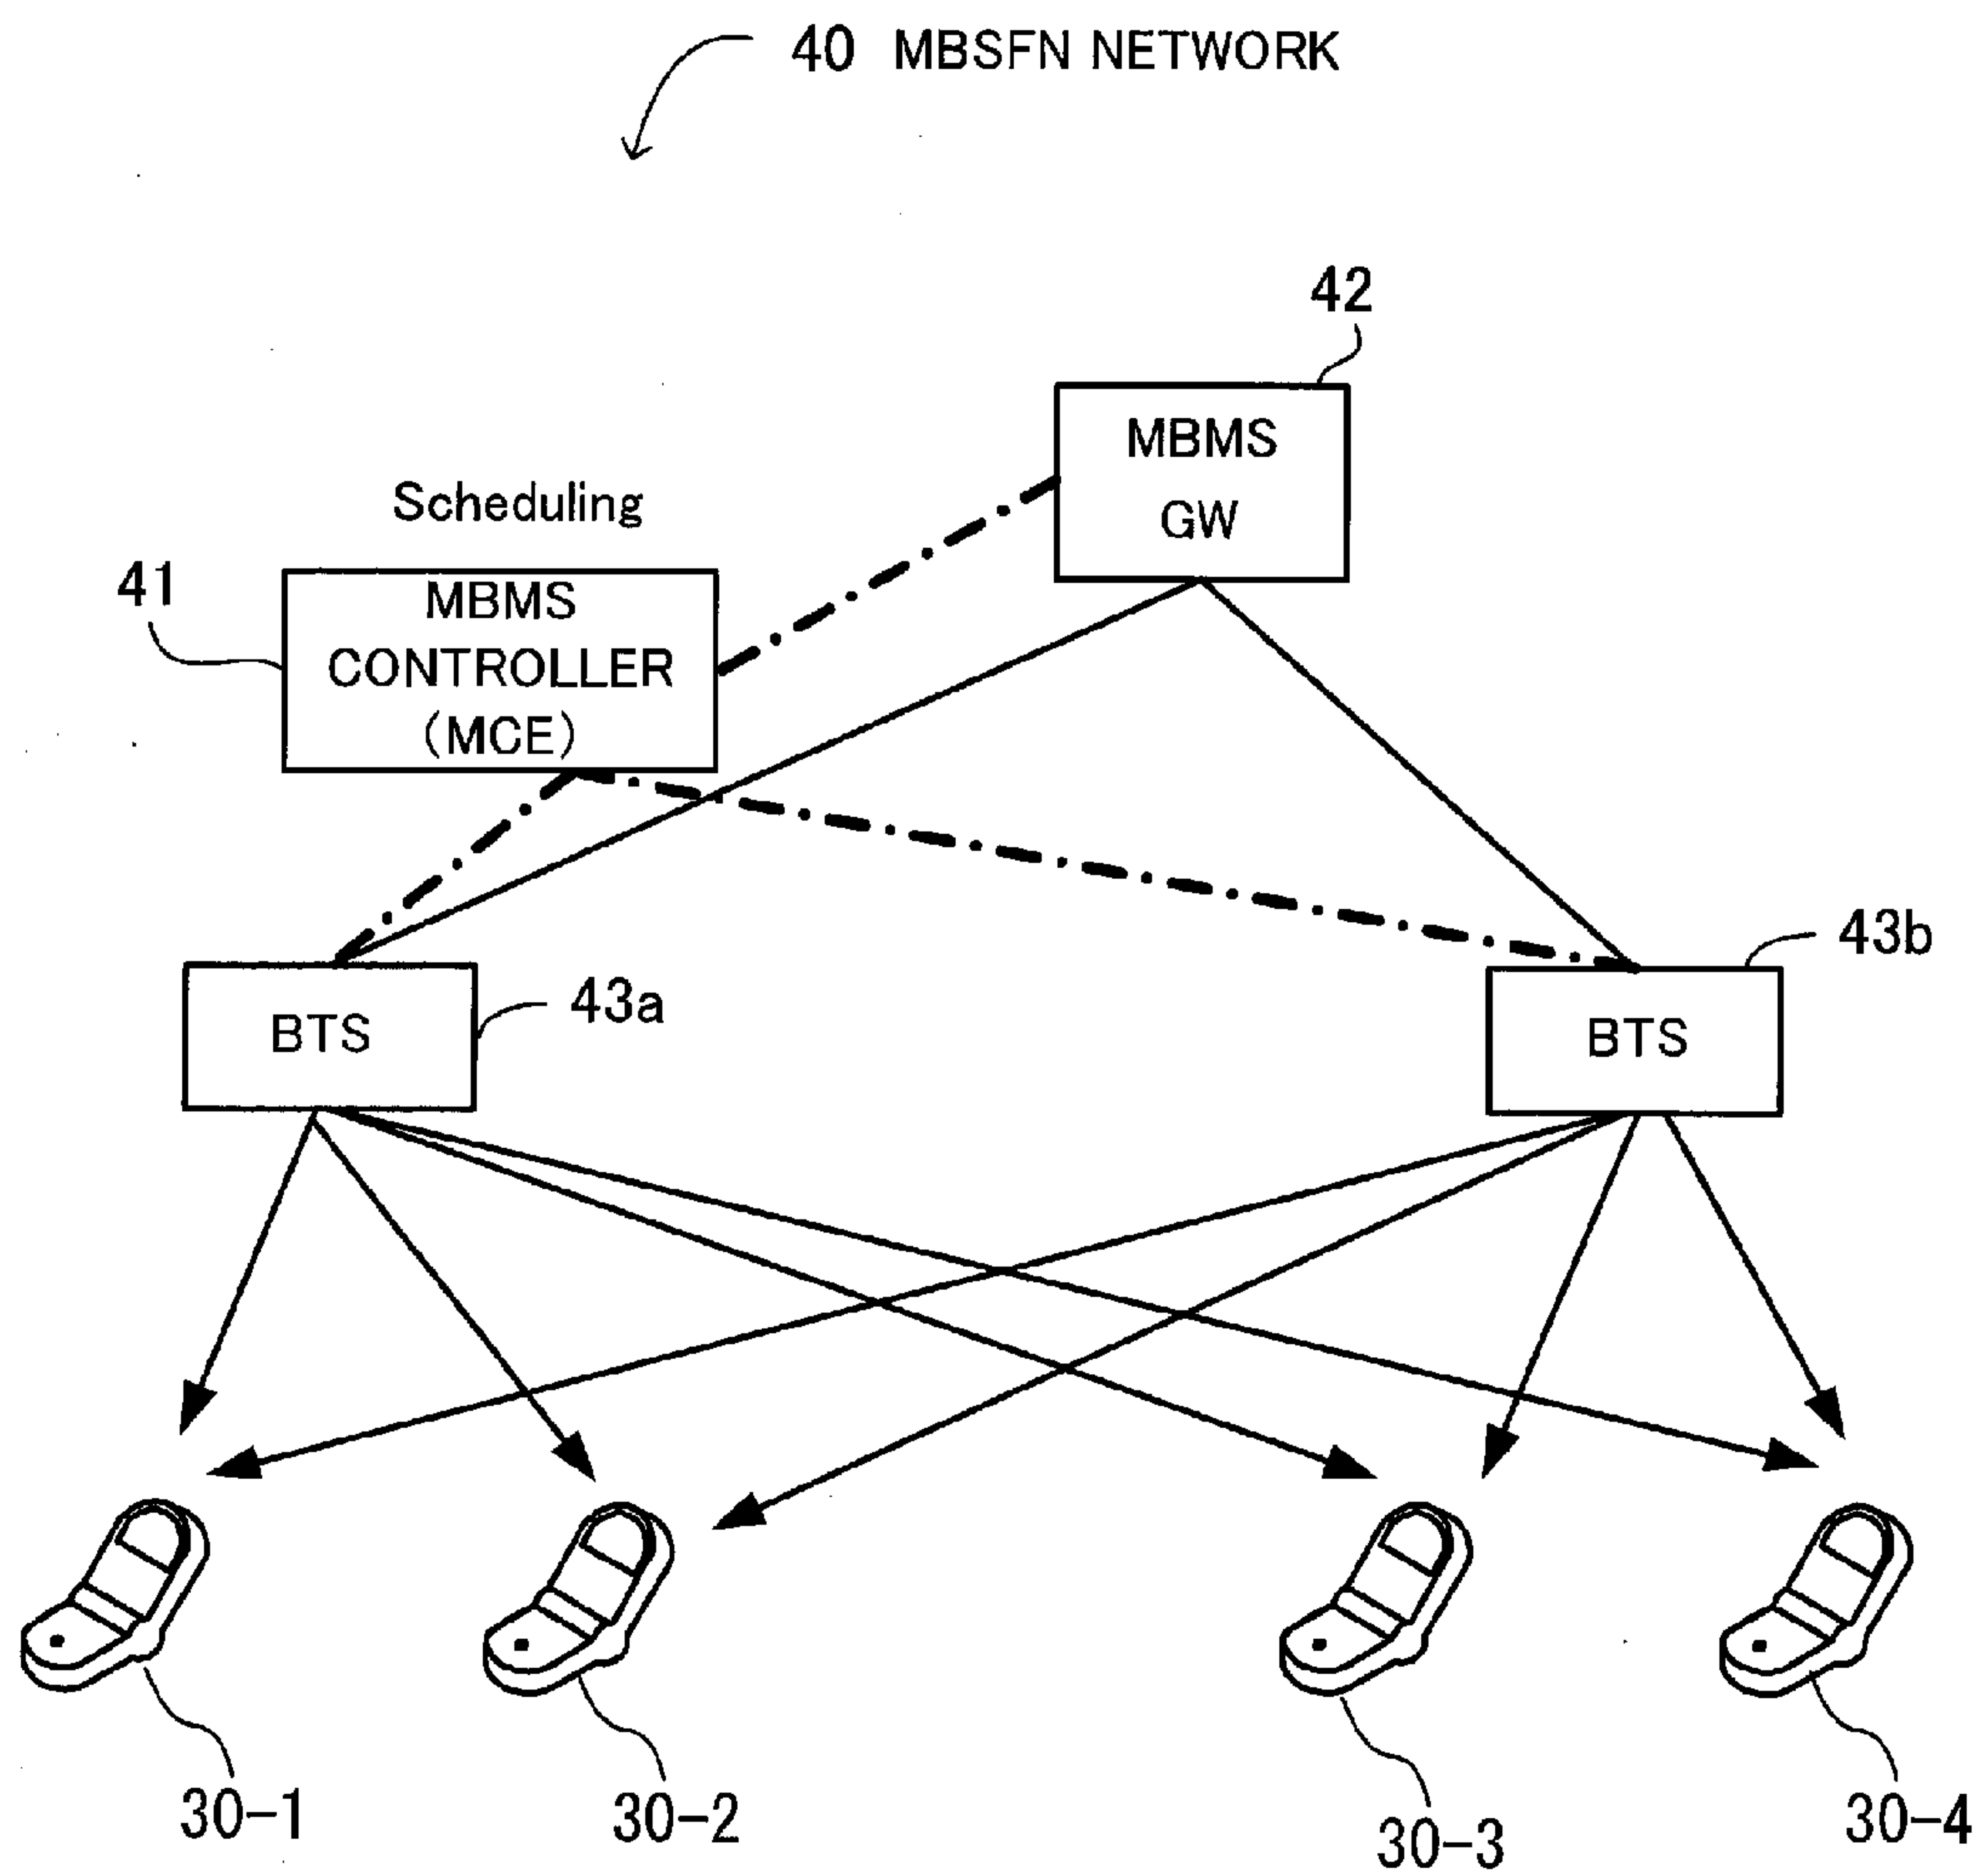 40 MBSFN NETWORK
42
MBMS
GW
Scheduling
41
MBMS
CONTROLLER
(MCE)
43b
43a
BTS
BTS
30-1
30-2
30-3
30-4